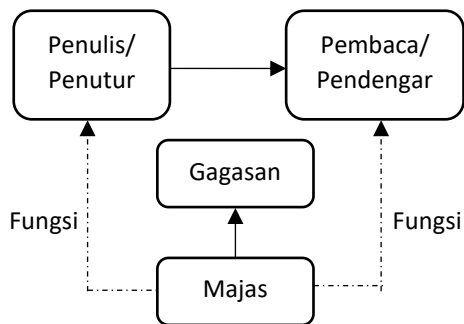 Penulis/
Penutur
Pembaca/
Pendengar
Gagasan
Fungsi
Fungsi
Majas